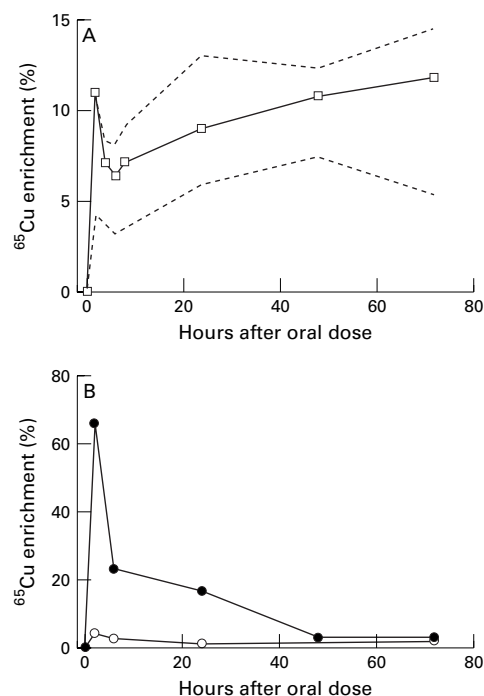 15
A
10
5
0
⁶⁵Cu enrichment (%)
0 20 40 60 80
Hours after oral dose
80
B
60
40
20
0
⁶⁵Cu enrichment (%)
0 20 40 60 80
Hours after oral dose